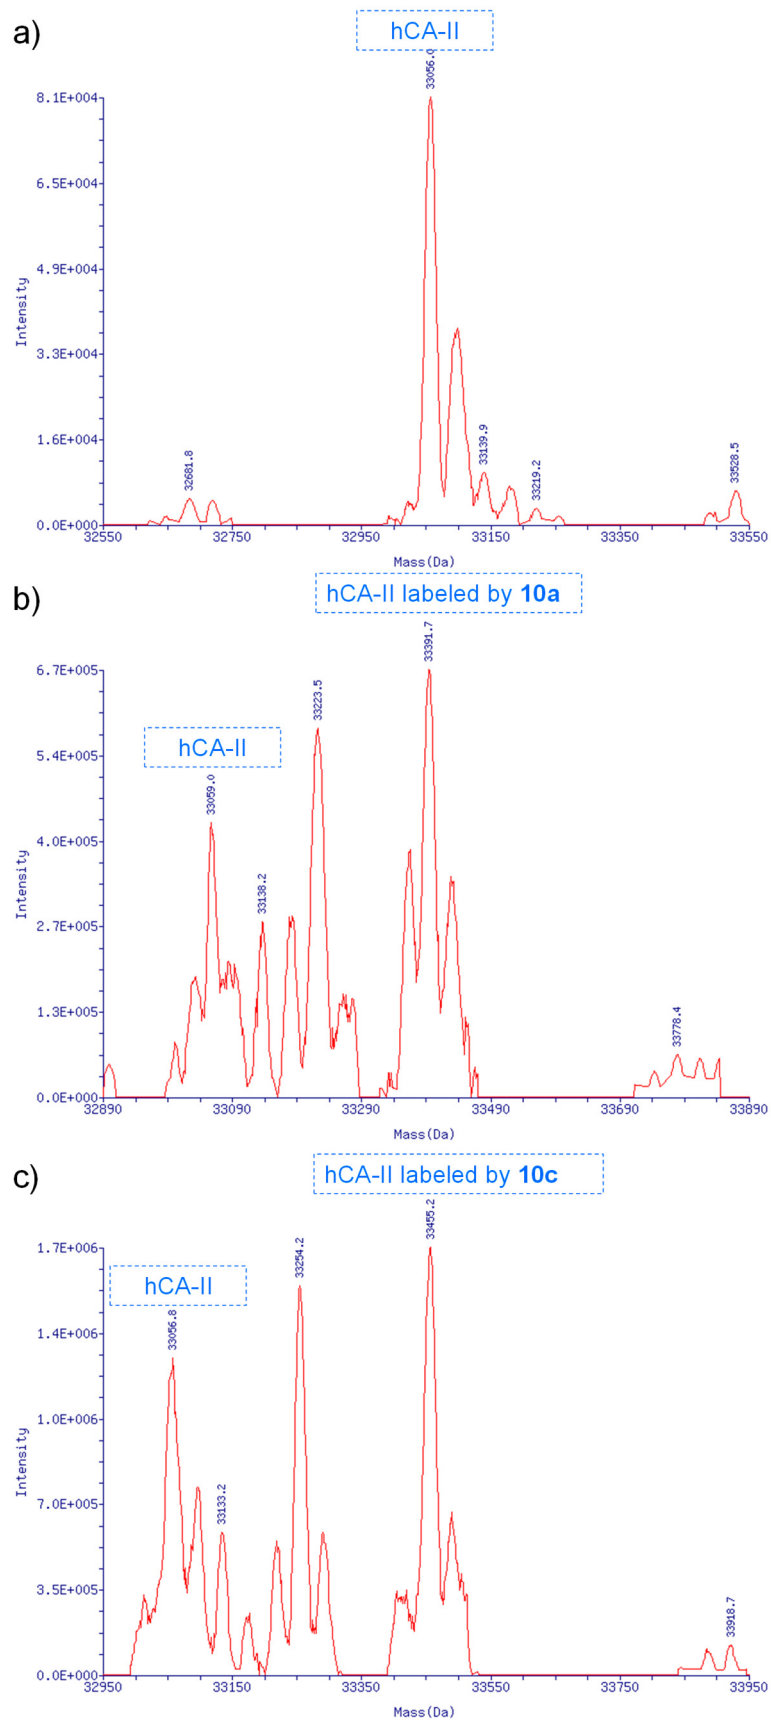 a)
hCA-II
33056.0
8.1E+004
6.5E+004
4.9E+004
3.3E+004
1.6E+004
0.0E+000
Intensity
32681.8
33139.9
33219.2
33528.5
32550 32750 32950 33150 33350 33550
Mass(Da)
b)
hCA-II labeled by 10a
33391.7
6.7E+005
5.4E+005
4.0E+005
2.7E+005
1.3E+005
0.0E+000
Intensity
hCA-II
33059.0
33138.2
33223.5
33778.4
32890 33090 33290 33490 33690 33890
Mass(Da)
c)
hCA-II labeled by 10c
33455.2
1.7E+006
1.4E+006
1.0E+006
7.0E+005
3.5E+005
0.0E+000
Intensity
hCA-II
33056.8
33133.2
33254.2
33918.7
32950 33150 33350 33550 33750 33950
Mass(Da)